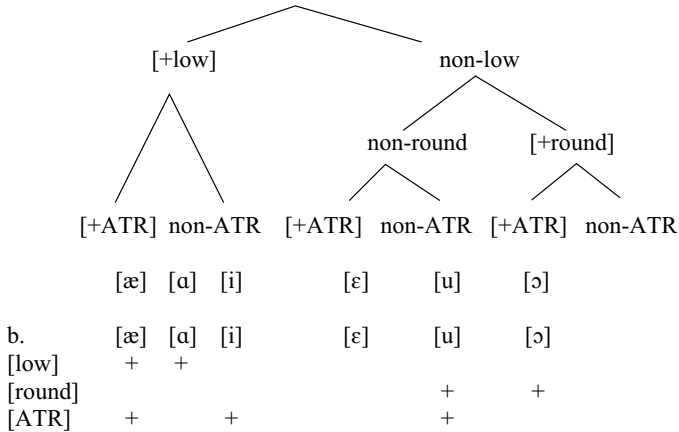 [+low] non-low
non-round [+round]
[+ATR] non-ATR [+ATR] non-ATR [+ATR] non-ATR
[æ] [ɑ] [i] [ɛ] [u] [ɔ]
b. [æ] [ɑ] [i] [ɛ] [u] [ɔ]
[low] + +
[round] + +
[ATR] + + +